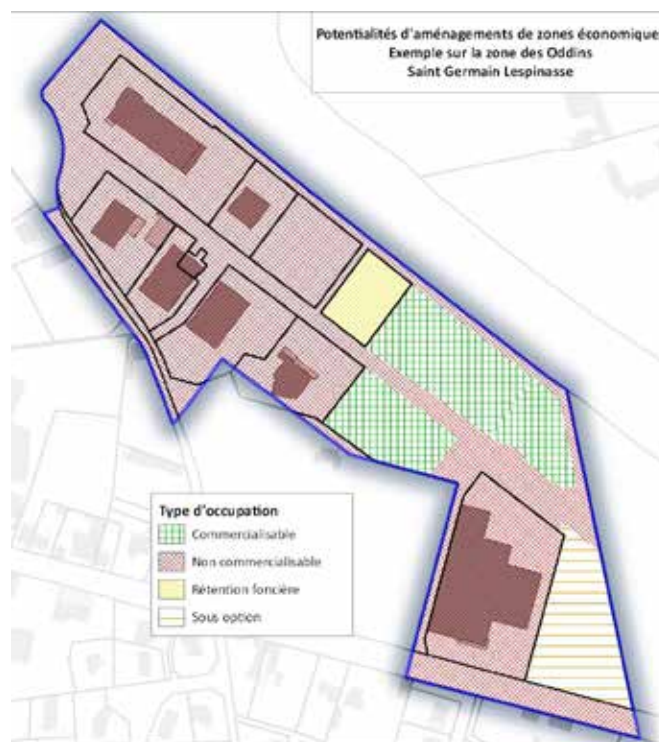 Potentialités d'aménagements de zones économique
Exemple sur la zone des Oddins
Saint Germain Lespinasse
Type d'occupation
Commercialisable
Non commercialisable
Rétention foncière
Sous option